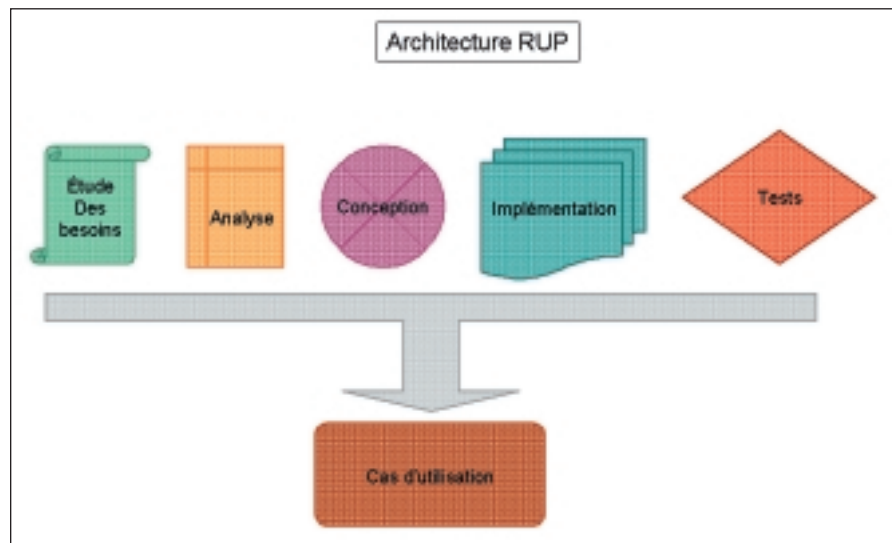 Architecture RUP
Étude
Des
besoins
Analyse
Conception
Implémentation
Tests
Cas d'utilisation